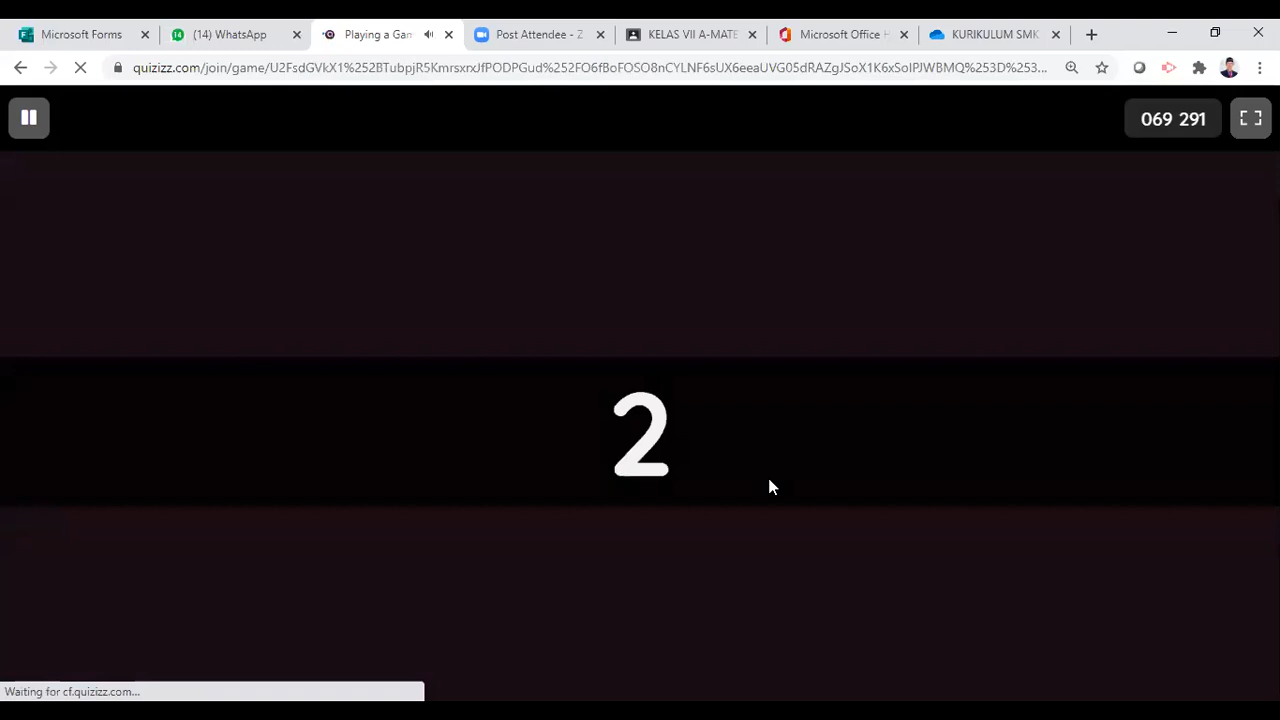 Microsoft Forms
(14) WhatsApp
Playing a Gan
Post Attendee - Z
KELAS VII A-MATE
Microsoft Office H
KURIKULUM SMK
quizizz.com/join/game/U2FsdGVkX1%252BTubpjR5KmrsxrxJfPODPGud%252FO6fBoFOSO8nCYLNF6sUX6eeaUVG05dRAZgJSoX1K6xSolPJWBMQ%253D%253...
069 291
2
Waiting for cf.quizizz.com...